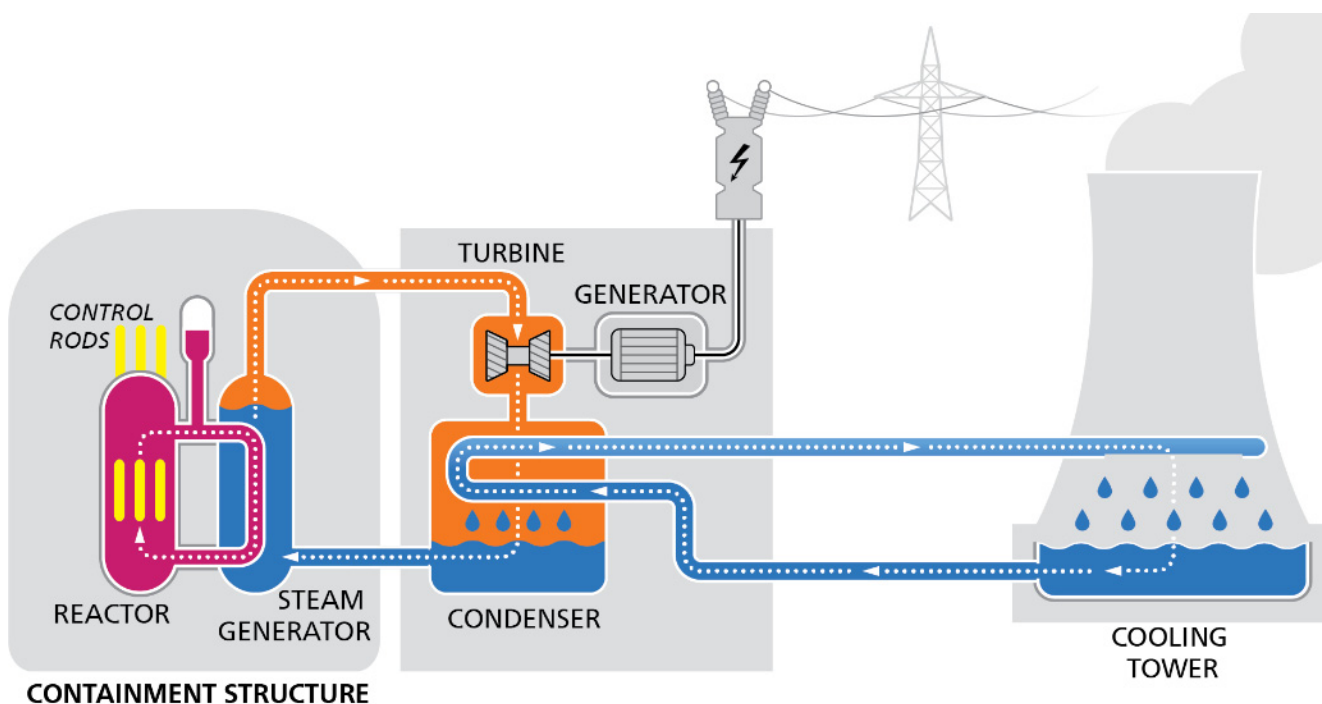 TURBINE
GENERATOR
CONTROL
RODS
REACTOR
STEAM
GENERATOR
CONDENSER
COOLING
TOWER
CONTAINMENT STRUCTURE